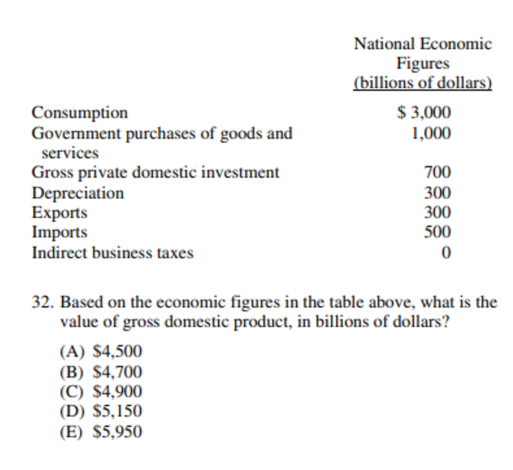 National Economic
Figures
(billions of dollars)
Consumption $ 3,000
Government purchases of goods and 1,000
services
Gross private domestic investment 700
Depreciation 300
Exports 300
Imports 500
Indirect business taxes 0
32. Based on the economic figures in the table above, what is the
value of gross domestic product, in billions of dollars?
(A) $4,500
(B) $4,700
(C) $4,900
(D) $5,150
(E) $5,950